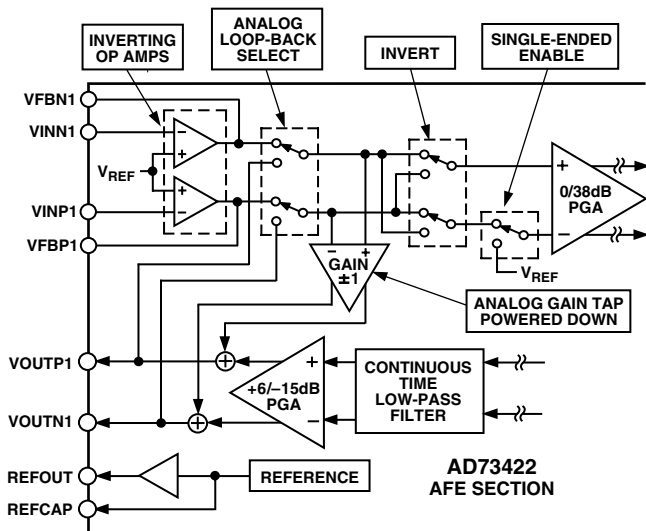 ANALOG
LOOP-BACK
SELECT
INVERTING
OP AMPS
INVERT
SINGLE-ENDED
ENABLE
VFBN1
VINN1
VREF
VINP1
VFBP1
–
+
+
–
+
0/38dB
PGA
–
VREF
– +
GAIN
±1
ANALOG GAIN TAP
POWERED DOWN
VOUTP1
VOUTN1
+
+
+
+6/–15dB
PGA
–
CONTINUOUS
TIME
LOW-PASS
FILTER
REFOUT
REFCAP
REFERENCE
AD73422
AFE SECTION